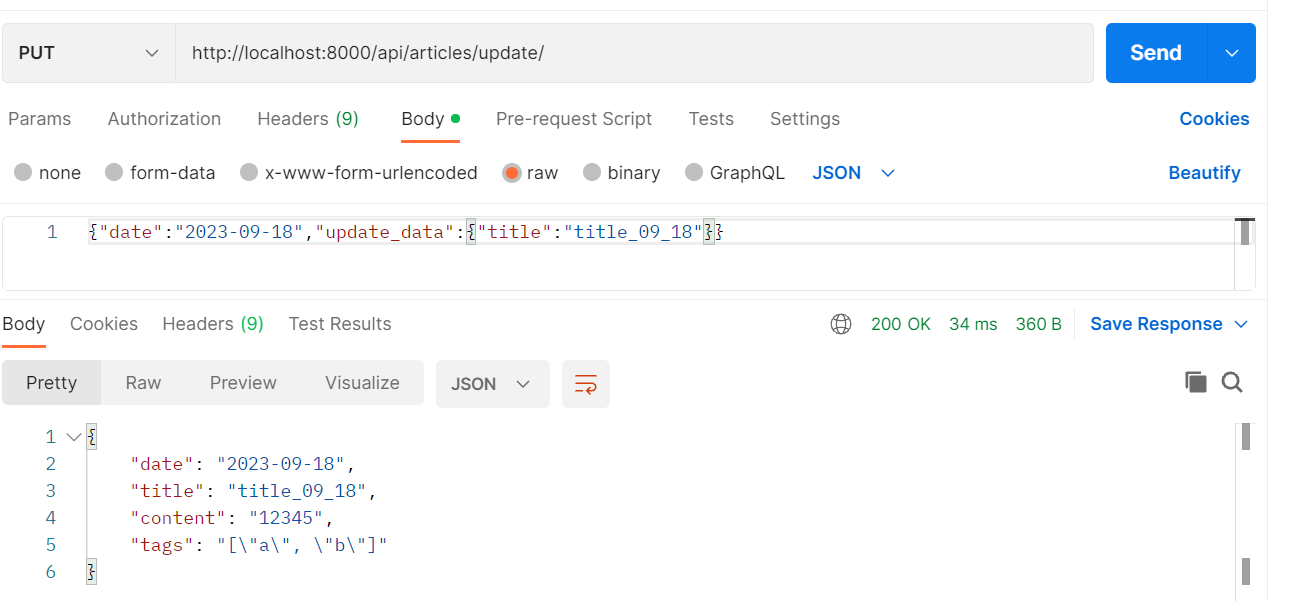 PUT http://localhost:8000/api/articles/update/ Send
Params Authorization Headers (9) Body Pre-request Script Tests Settings Cookies
none form-data x-www-form-urlencoded raw binary GraphQL JSON Beautify
1 {"date":"2023-09-18","update_data":{"title":"title_09_18"}}
Body Cookies Headers (9) Test Results 200 OK 34 ms 360 B Save Response
Pretty Raw Preview Visualize JSON
1 {
2 "date": "2023-09-18",
3 "title": "title_09_18",
4 "content": "12345",
5 "tags": "[\"a\", \"b\"]"
6 }